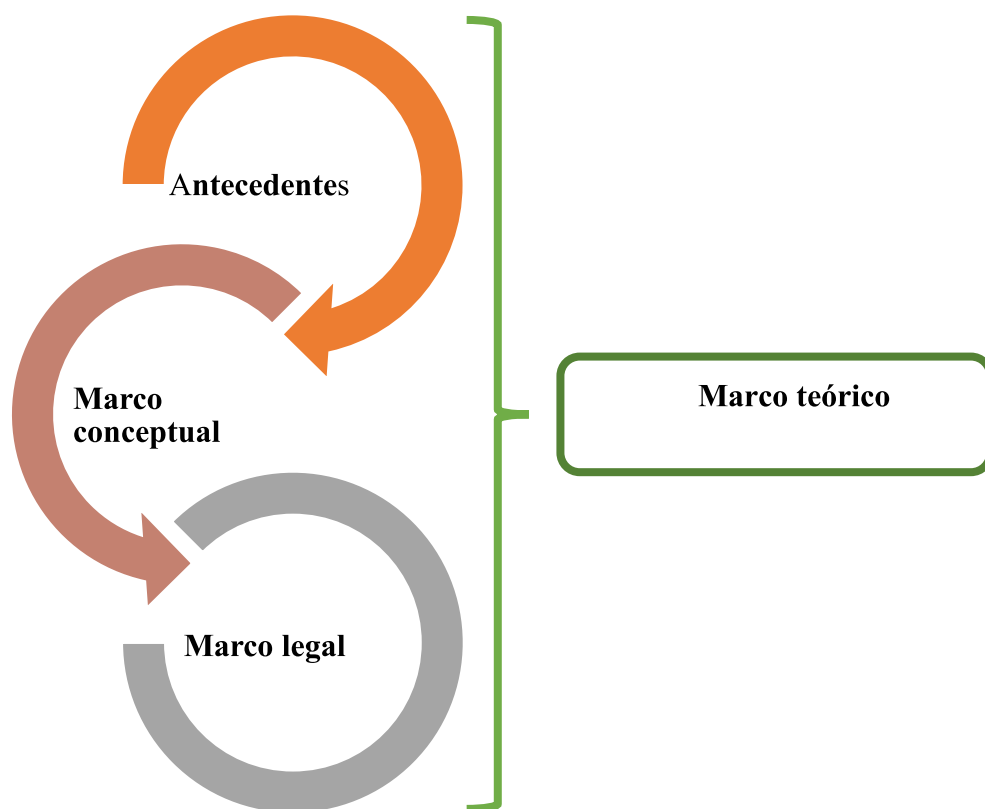 Antecedentes
Marco
conceptual
Marco teórico
Marco legal